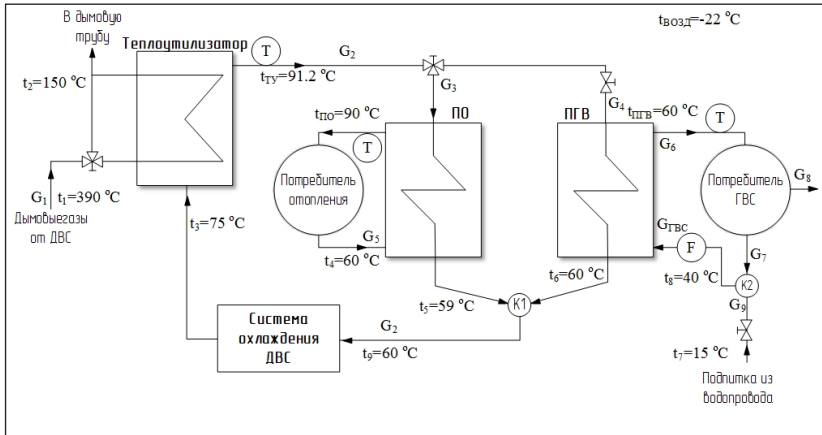 В дымовую
трубу
Теплоутилизатор
tВОЗД=-22 °C
T
G₂
tТУ=91.2 °C
t₂=150 °C
G₃
G₄
tПО=90 °C
ПО
ПГВ
tПГВ=60 °C
T
T
G₆
G₁
t₁=390 °C
Дымовыегазы
от ДВС
Потребитель
отопления
Потребитель
ГВС
G₈
t₃=75 °C
G₅
t₄=60 °C
GГВС
F
G₇
t₆=60 °C
t₈=40 °C
К2
t₅=59 °C
К1
G₉
Система
охлаждения
ДВС
G₂
t₉=60 °C
t₇=15 °C
Подпитка из
водопровода